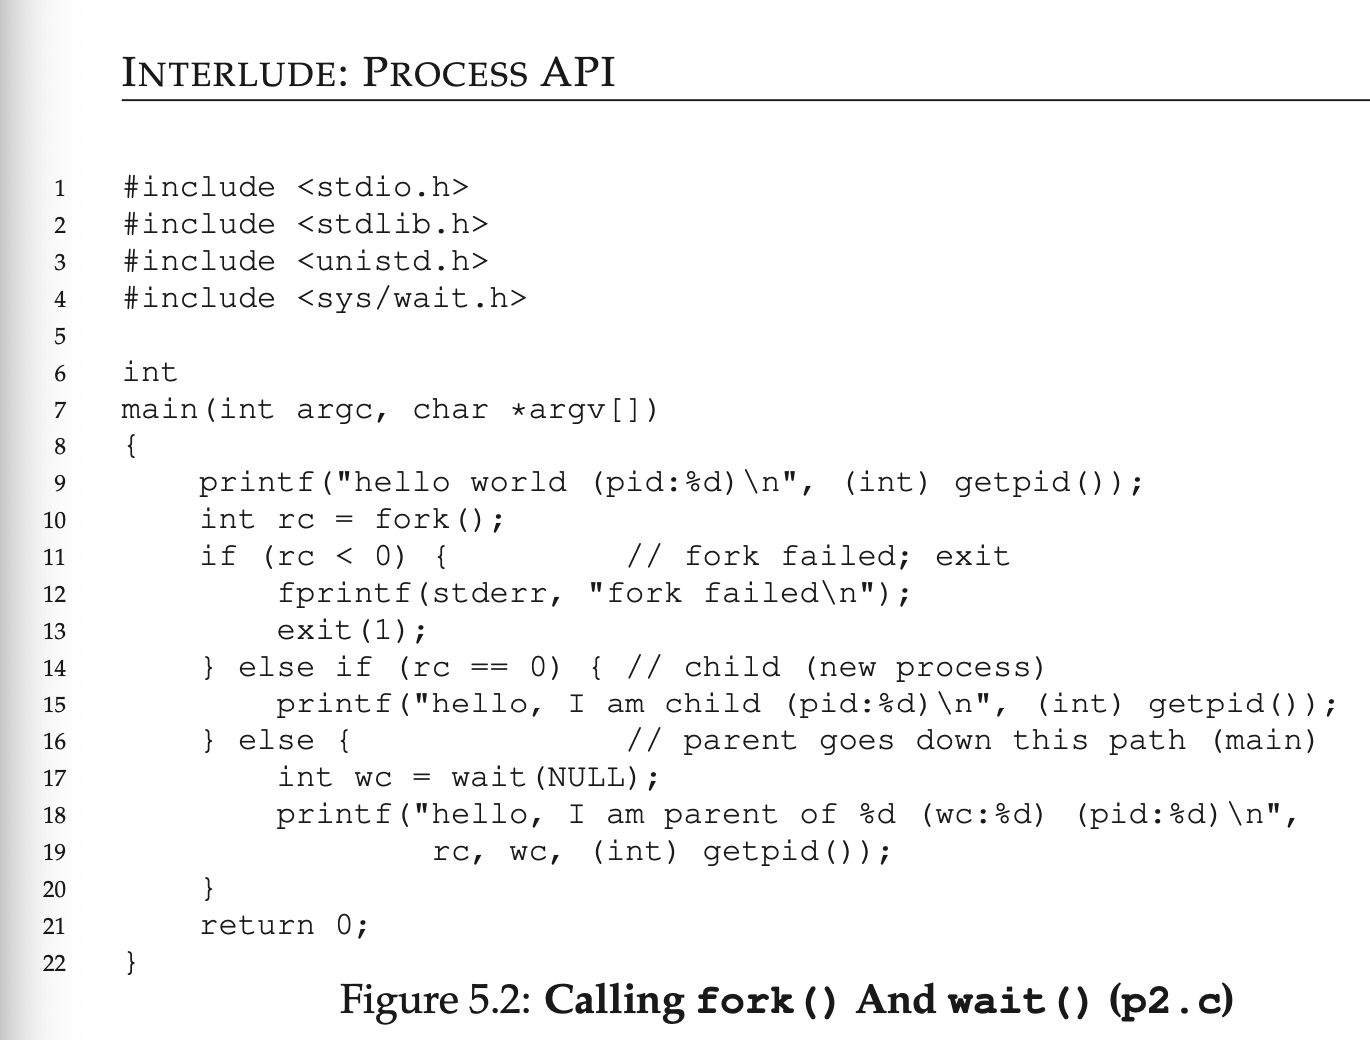 INTERLUDE: PROCESS API
1 #include <stdio.h>
2 #include <stdlib.h>
3 #include <unistd.h>
4 #include <sys/wait.h>
5
6 int
7 main(int argc, char *argv[])
8 {
9     printf("hello world (pid:%d)\n", (int) getpid());
10     int rc = fork();
11     if (rc < 0) {         // fork failed; exit
12         fprintf(stderr, "fork failed\n");
13         exit(1);
14     } else if (rc == 0) { // child (new process)
15         printf("hello, I am child (pid:%d)\n", (int) getpid());
16     } else {              // parent goes down this path (main)
17         int wc = wait(NULL);
18         printf("hello, I am parent of %d (wc:%d) (pid:%d)\n",
19                 rc, wc, (int) getpid());
20     }
21     return 0;
22 }
Figure 5.2: Calling fork() And wait() (p2.c)